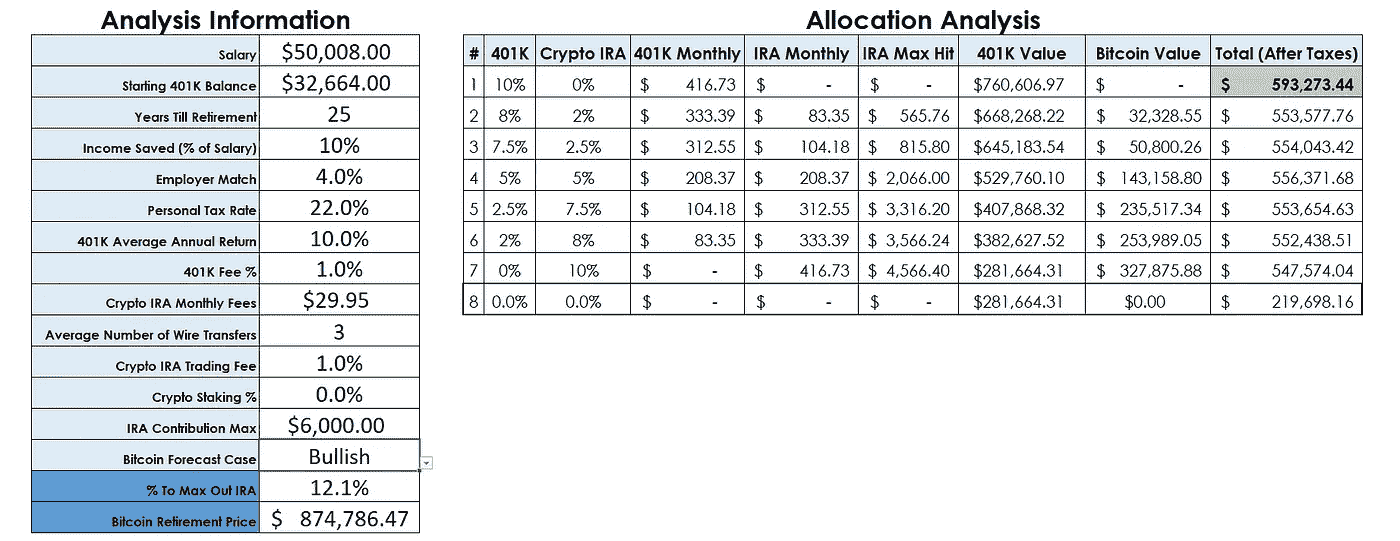 Analysis Information
Salary $50,008.00
Starting 401K Balance $32,664.00
Years Till Retirement 25
Income Saved (% of Salary) 10%
Employer Match 4.0%
Personal Tax Rate 22.0%
401K Average Annual Return 10.0%
401K Fee % 1.0%
Crypto IRA Monthly Fees $29.95
Average Number of Wire Transfers 3
Crypto IRA Trading Fee 1.0%
Crypto Staking % 0.0%
IRA Contribution Max $6,000.00
Bitcoin Forecast Case Bullish
% To Max Out IRA 12.1%
Bitcoin Retirement Price $ 874,786.47
Allocation Analysis
# 401K Crypto IRA 401K Monthly IRA Monthly IRA Max Hit 401K Value Bitcoin Value Total (After Taxes)
1 10% 0% $ 416.73 $ - $ - $760,606.97 $ - $ 593,273.44
2 8% 2% $ 333.39 $ 83.35 $ 565.76 $668,268.22 $ 32,328.55 $ 553,577.76
3 7.5% 2.5% $ 312.55 $ 104.18 $ 815.80 $645,183.54 $ 50,800.26 $ 554,043.42
4 5% 5% $ 208.37 $ 208.37 $ 2,066.00 $529,760.10 $ 143,158.80 $ 556,371.68
5 2.5% 7.5% $ 104.18 $ 312.55 $ 3,316.20 $407,868.32 $ 235,517.34 $ 553,654.63
6 2% 8% $ 83.35 $ 333.39 $ 3,566.24 $382,627.52 $ 253,989.05 $ 552,438.51
7 0% 10% $ - $ 416.73 $ 4,566.40 $281,664.31 $ 327,875.88 $ 547,574.04
8 0.0% 0.0% $ - $ - $ - $281,664.31 $0.00 $ 219,698.16